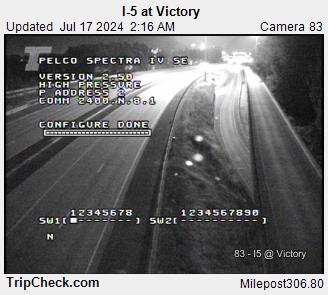 I-5 at Victory
Updated Jul 17 2024 2:16 AM Camera 83
PELCO SPECTRA IV SE
VERSION 2.50
HIGH PRESSURE
P ADDRESS 2
COMM 2400,N,8,1
CONFIGURE DONE
12345678 1234567890
SW1[■-------] SW2[----------]
N
83 - I5 @ Victory
TripCheck.com Milepost306.80